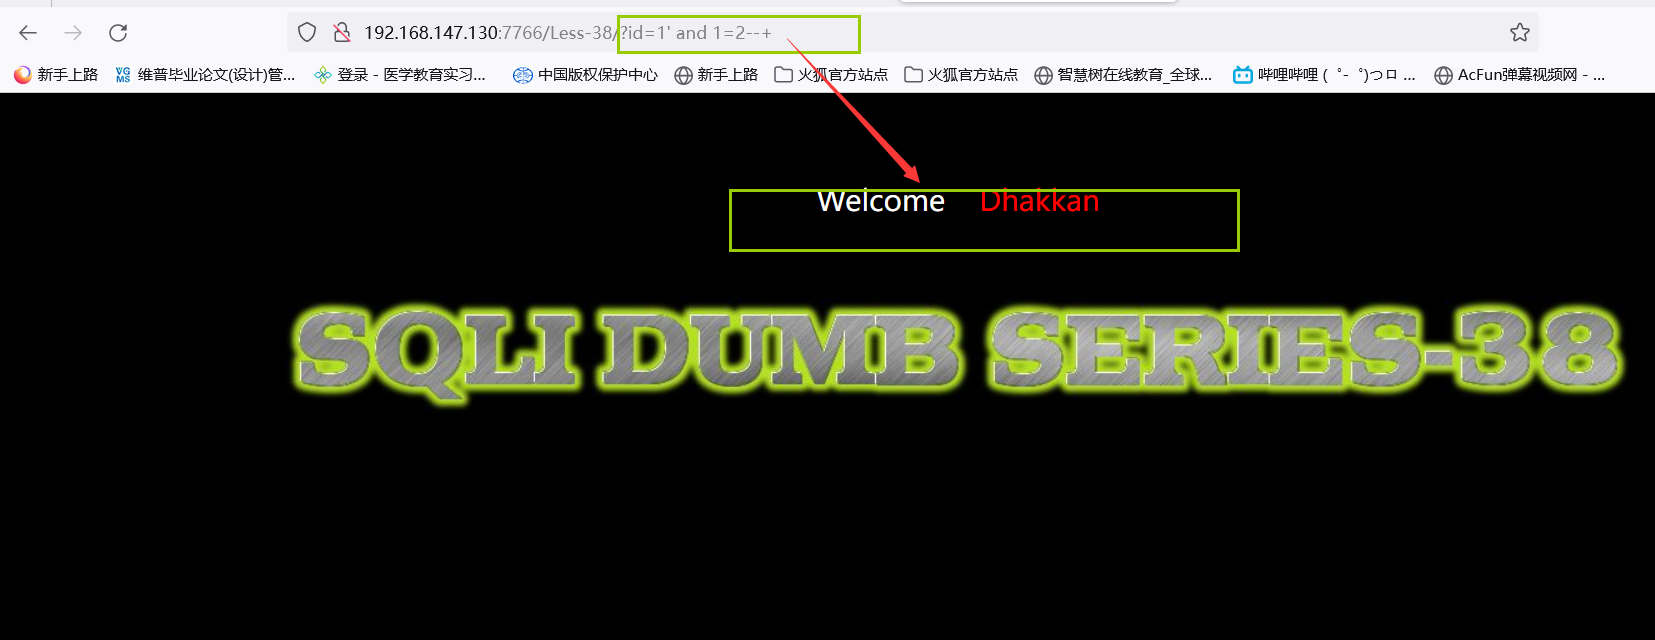 192.168.147.130:7766/Less-38/?id=1' and 1=2--+
新手上路 维普毕业论文(设计)管... 登录 - 医学教育实习... 中国版权保护中心 新手上路 火狐官方站点 火狐官方站点 智慧树在线教育_全球... 哔哩哔哩 ( ゜- ゜)つロ ... AcFun弹幕视频网 - ...
Welcome Dhakkan
SQLI DUMB SERIES-38